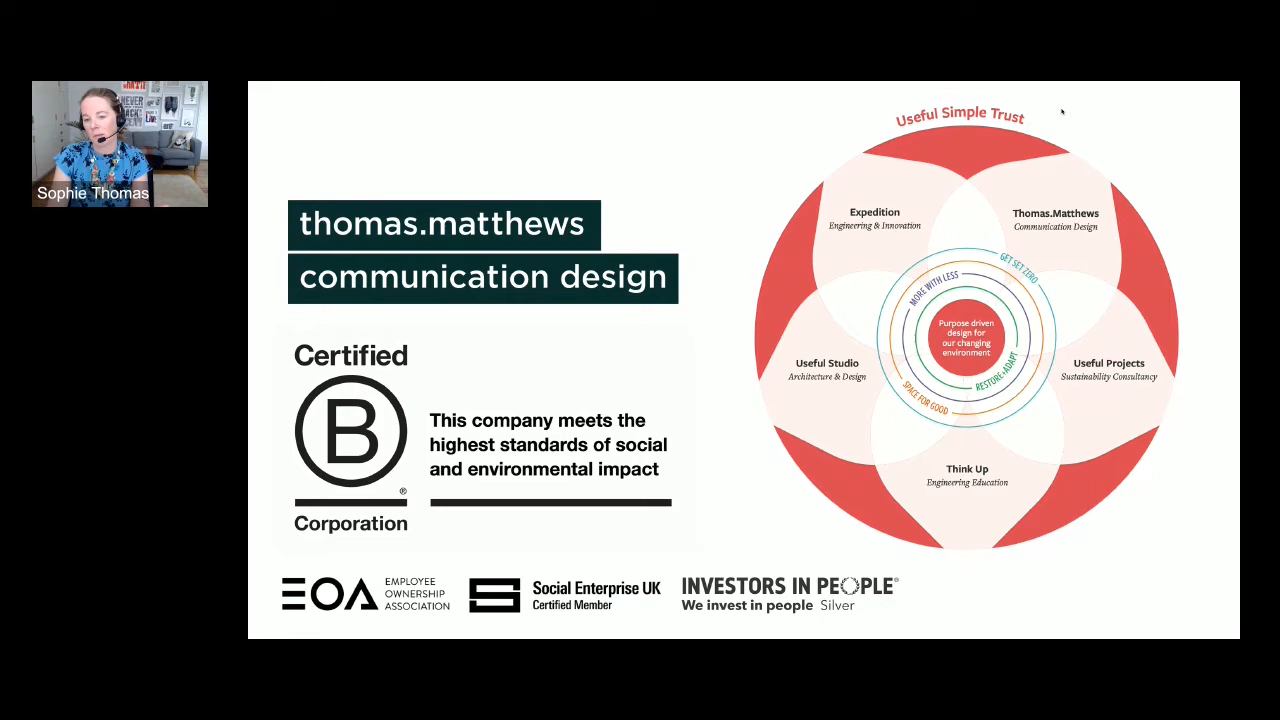 NEVER
Sophie Thomas
thomas.matthews
communication design
Certified
B
®
Corporation
This company meets the
highest standards of social
and environmental impact
EOA
EMPLOYEE
OWNERSHIP
ASSOCIATION
Social Enterprise UK
Certified Member
INVESTORS IN PEOPLE®
We invest in people Silver
Useful Simple Trust
Expedition
Engineering & Innovation
Thomas.Matthews
Communication Design
GET SET ZERO
MORE WITH LESS
Purpose driven
design for
our changing
environment
Useful Studio
Architecture & Design
Useful Projects
Sustainability Consultancy
SPACE FOR GOOD
RESTORE+ADAPT
Think Up
Engineering Education